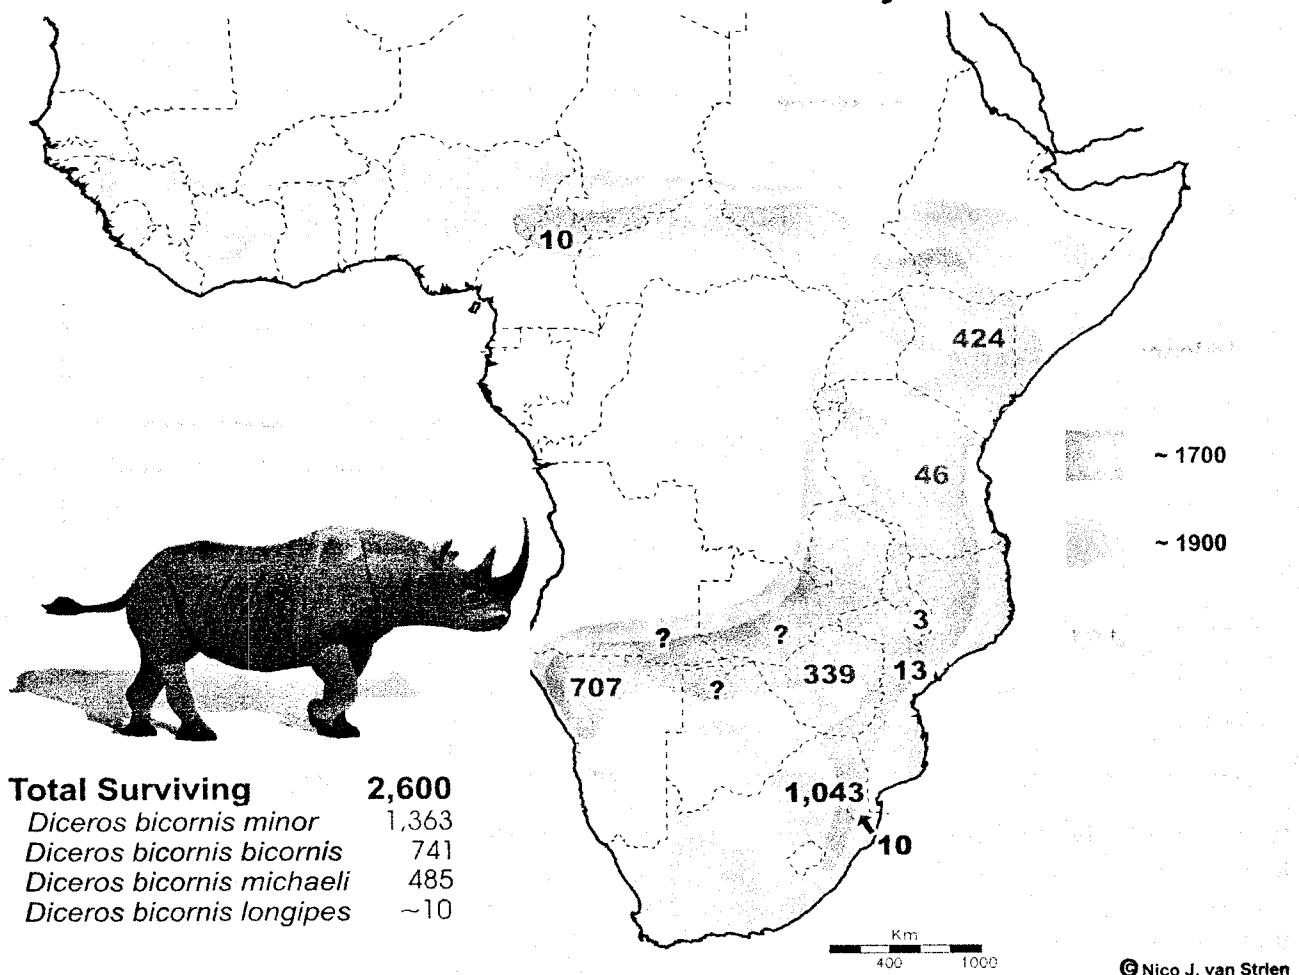 10
424
~ 1700
46
~ 1900
3
?
?
13
339
707
?
Total Surviving 2,600
Diceros bicornis minor 1,363
Diceros bicornis bicornis 741
Diceros bicornis michaeli 485
Diceros bicornis longipes ~10
1,043
10
Km
400 1000
© Nico J. van Strien